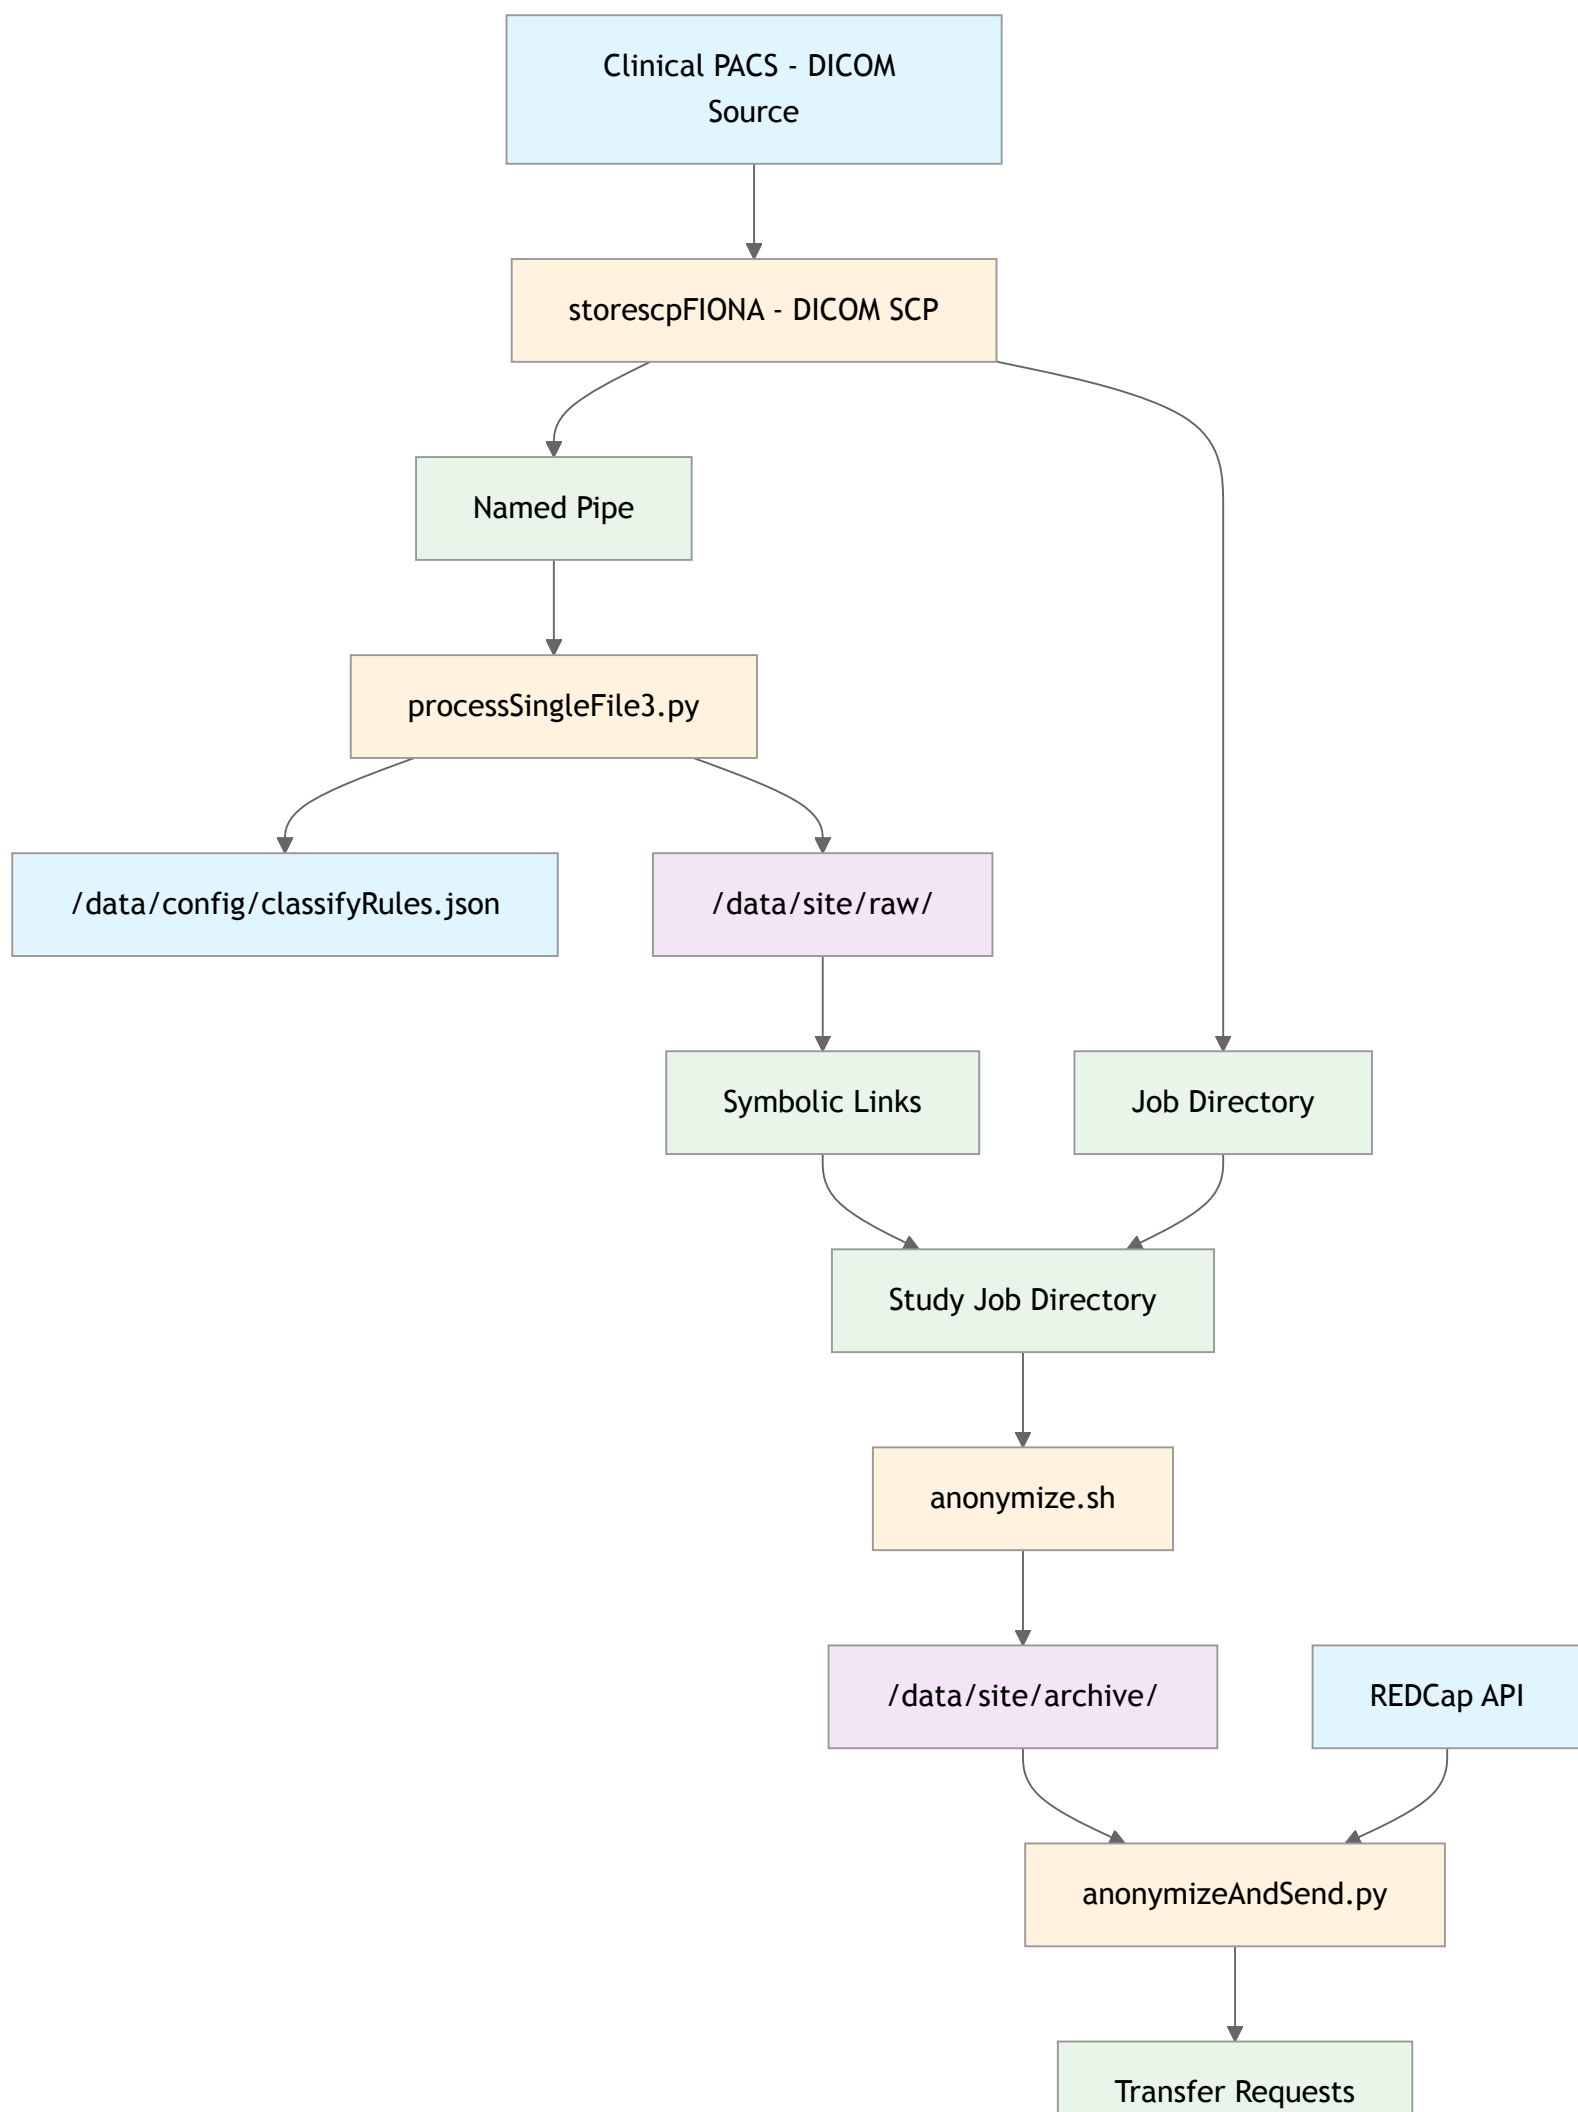 Clinical PACS - DICOM
Source
storescpFIONA - DICOM SCP
Named Pipe
processSingleFile3.py
/data/config/classifyRules.json
/data/site/raw/
Symbolic Links
Job Directory
Study Job Directory
anonymize.sh
/data/site/archive/
REDCap API
anonymizeAndSend.py
Transfer Requests